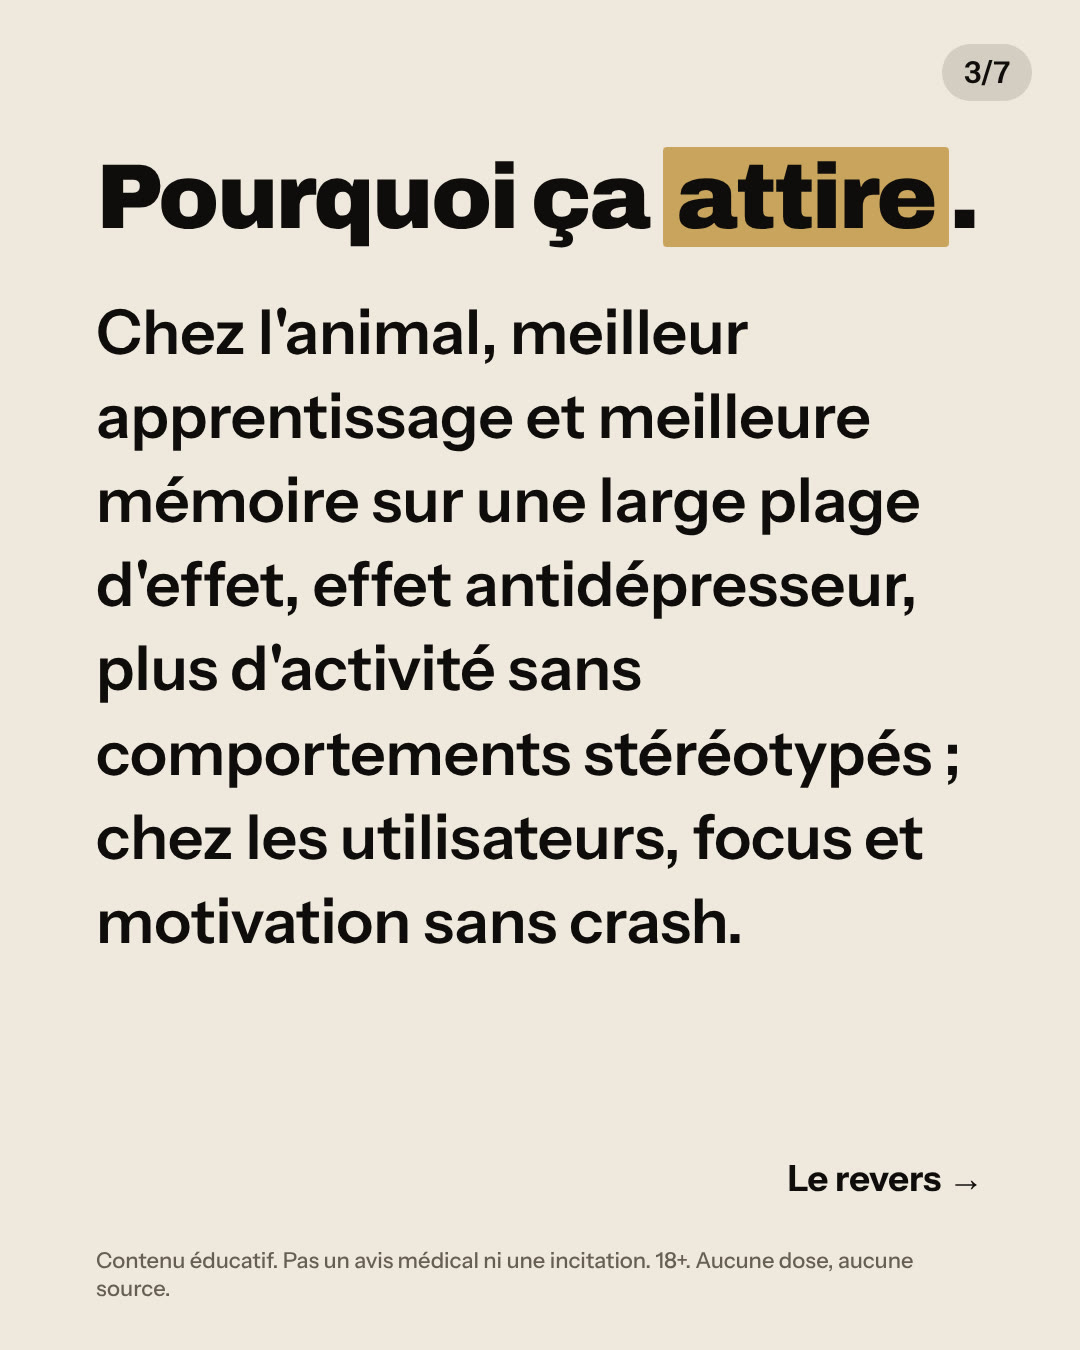 3/7
Pourquoi ça attire.
Chez l'animal, meilleur
apprentissage et meilleure
mémoire sur une large plage
d'effet, effet antidépresseur,
plus d'activité sans
comportements stéréotypés ;
chez les utilisateurs, focus et
motivation sans crash.
Le revers →
Contenu éducatif. Pas un avis médical ni une incitation. 18+. Aucune dose, aucune
source.